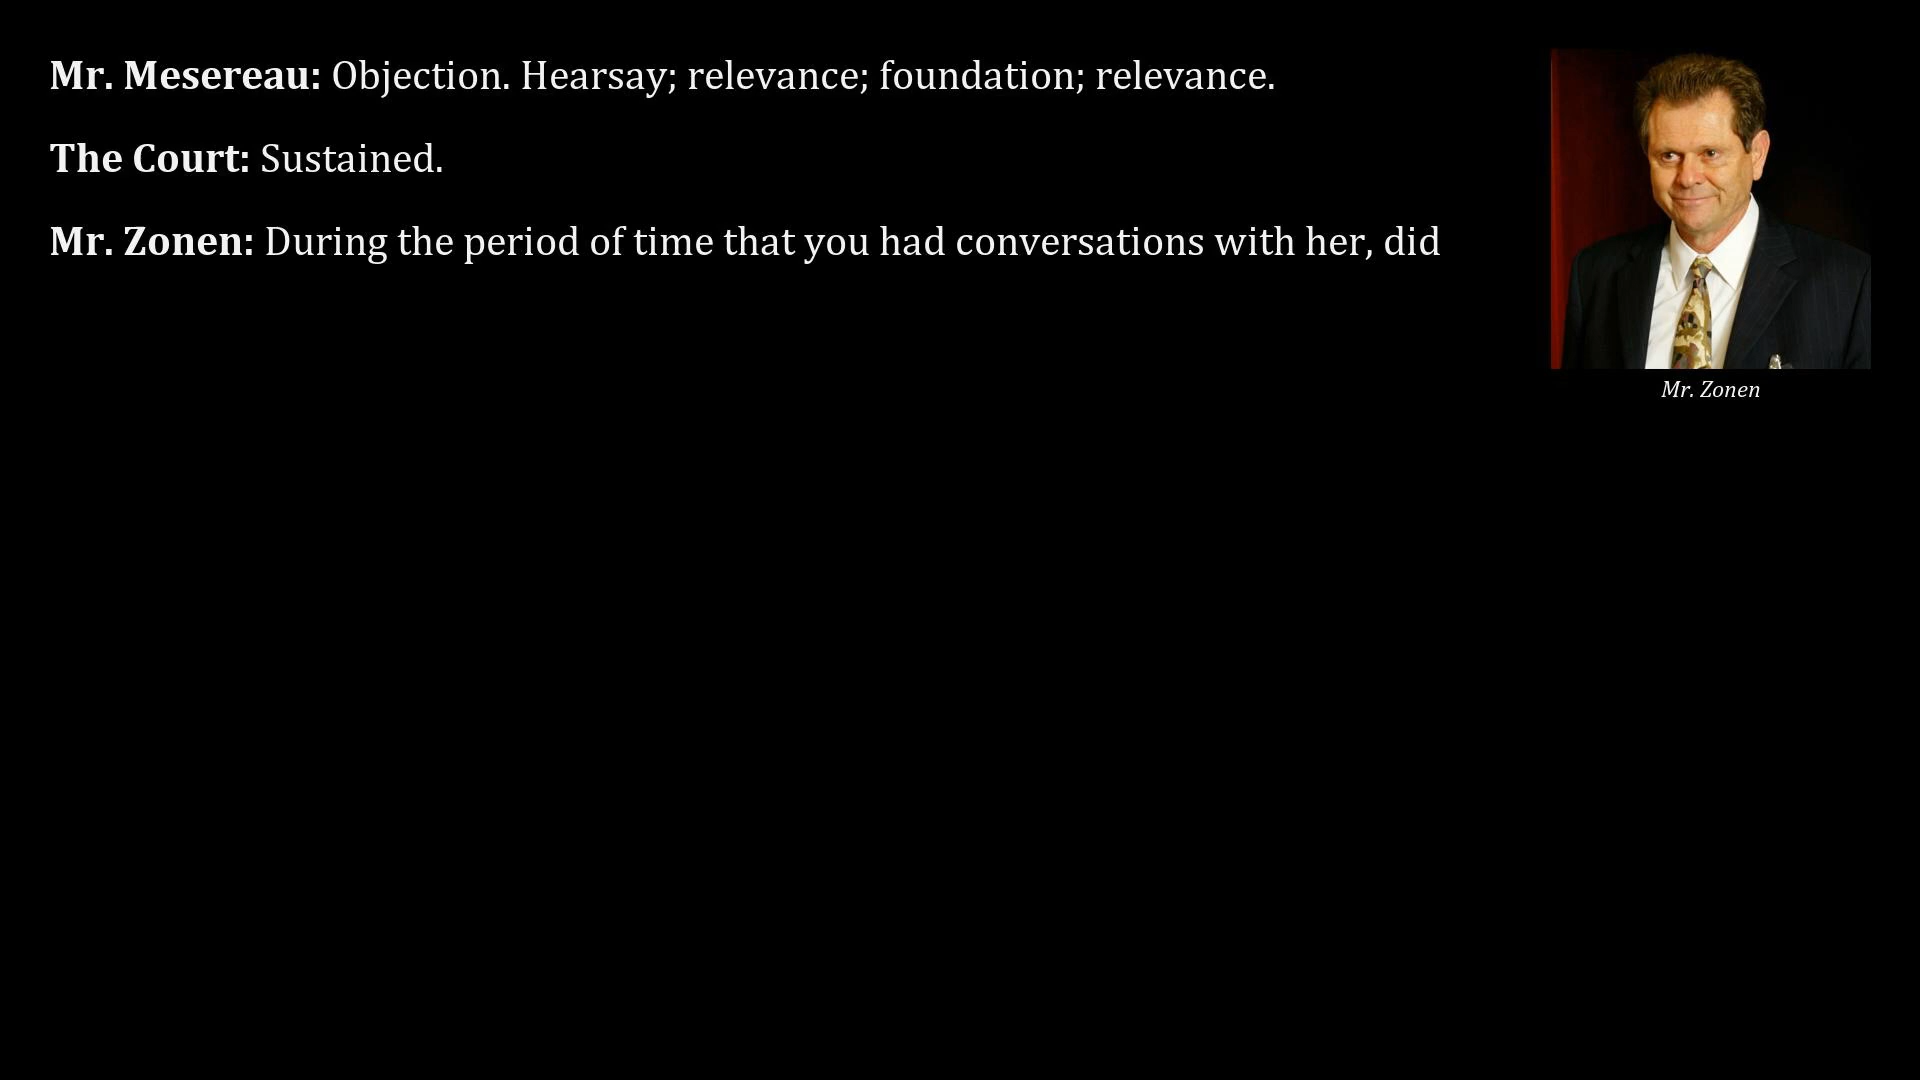 Mr. Mesereau: Objection. Hearsay; relevance; foundation; relevance.
The Court: Sustained.
Mr. Zonen: During the period of time that you had conversations with her, did
Mr. Zonen